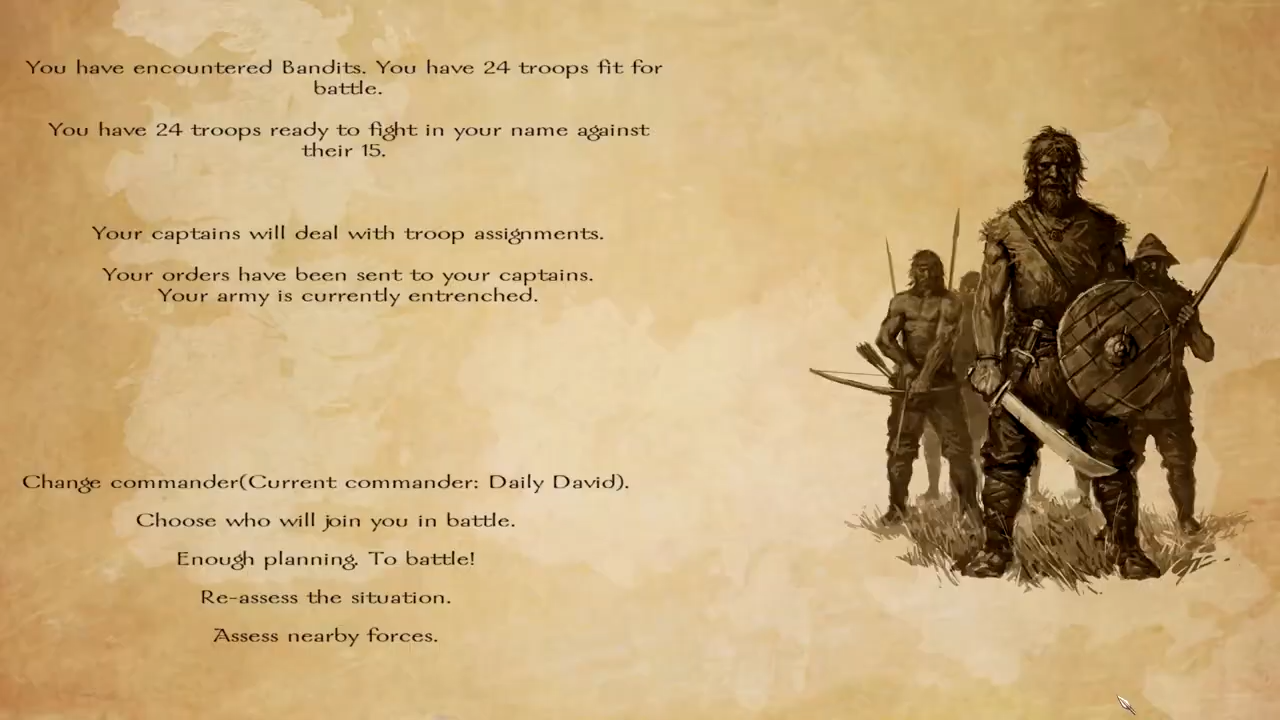 You have encountered Bandits. You have 24 troops fit for
battle.
You have 24 troops ready to fight in your name against
their 15.
Your captains will deal with troop assignments.
Your orders have been sent to your captains.
Your army is currently entrenched.
Change commander(Current commander: Daily David).
Choose who will join you in battle.
Enough planning. To battle!
Re-assess the situation.
Assess nearby forces.